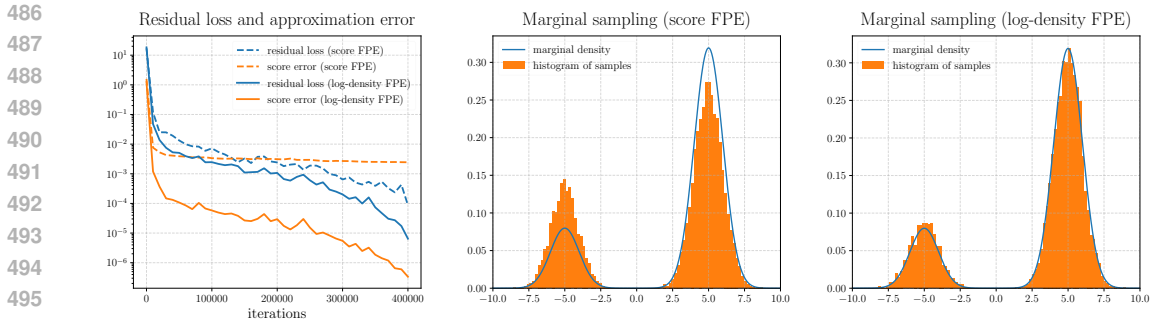 486
487
488
489
490
491
492
493
494
495
Residual loss and approximation error
residual loss (score FPE)
score error (score FPE)
residual loss (log-density FPE)
score error (log-density FPE)
10^1
10^0
10^−1
10^−2
10^−3
10^−4
10^−5
10^−6
0 100000 200000 300000 400000
iterations
Marginal sampling (score FPE)
marginal density
histogram of samples
0.30
0.25
0.20
0.15
0.10
0.05
0.00
−10.0 −7.5 −5.0 −2.5 0.0 2.5 5.0 7.5 10.0
Marginal sampling (log-density FPE)
marginal density
histogram of samples
0.30
0.25
0.20
0.15
0.10
0.05
0.00
−10.0 −7.5 −5.0 −2.5 0.0 2.5 5.0 7.5 10.0